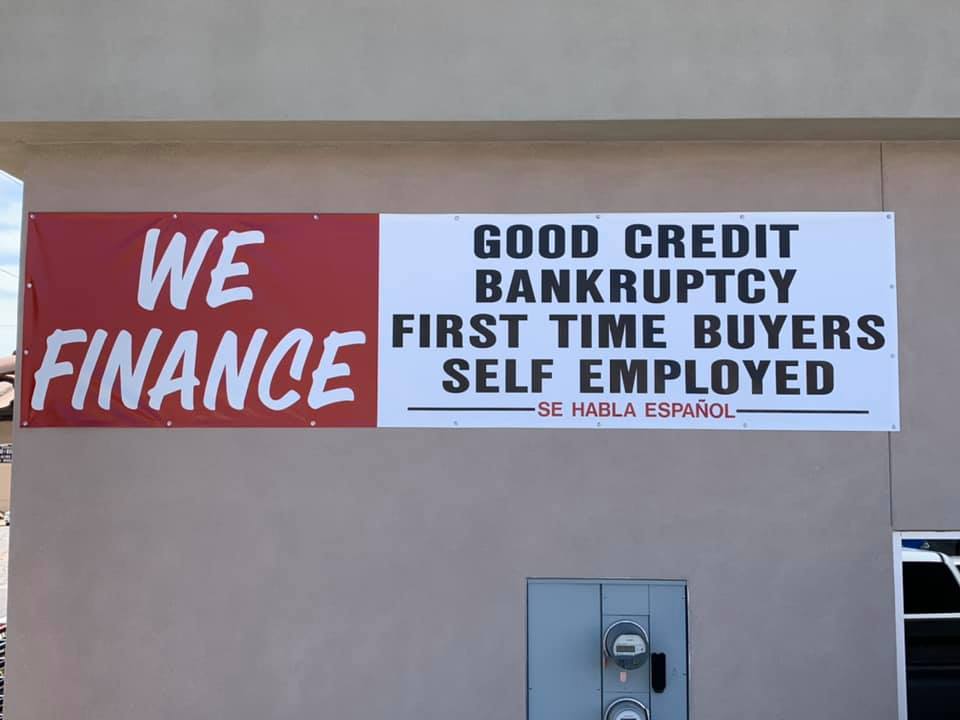 WE
FINANCE
GOOD CREDIT
BANKRUPTCY
FIRST TIME BUYERS
SELF EMPLOYED
SE HABLA ESPAÑOL